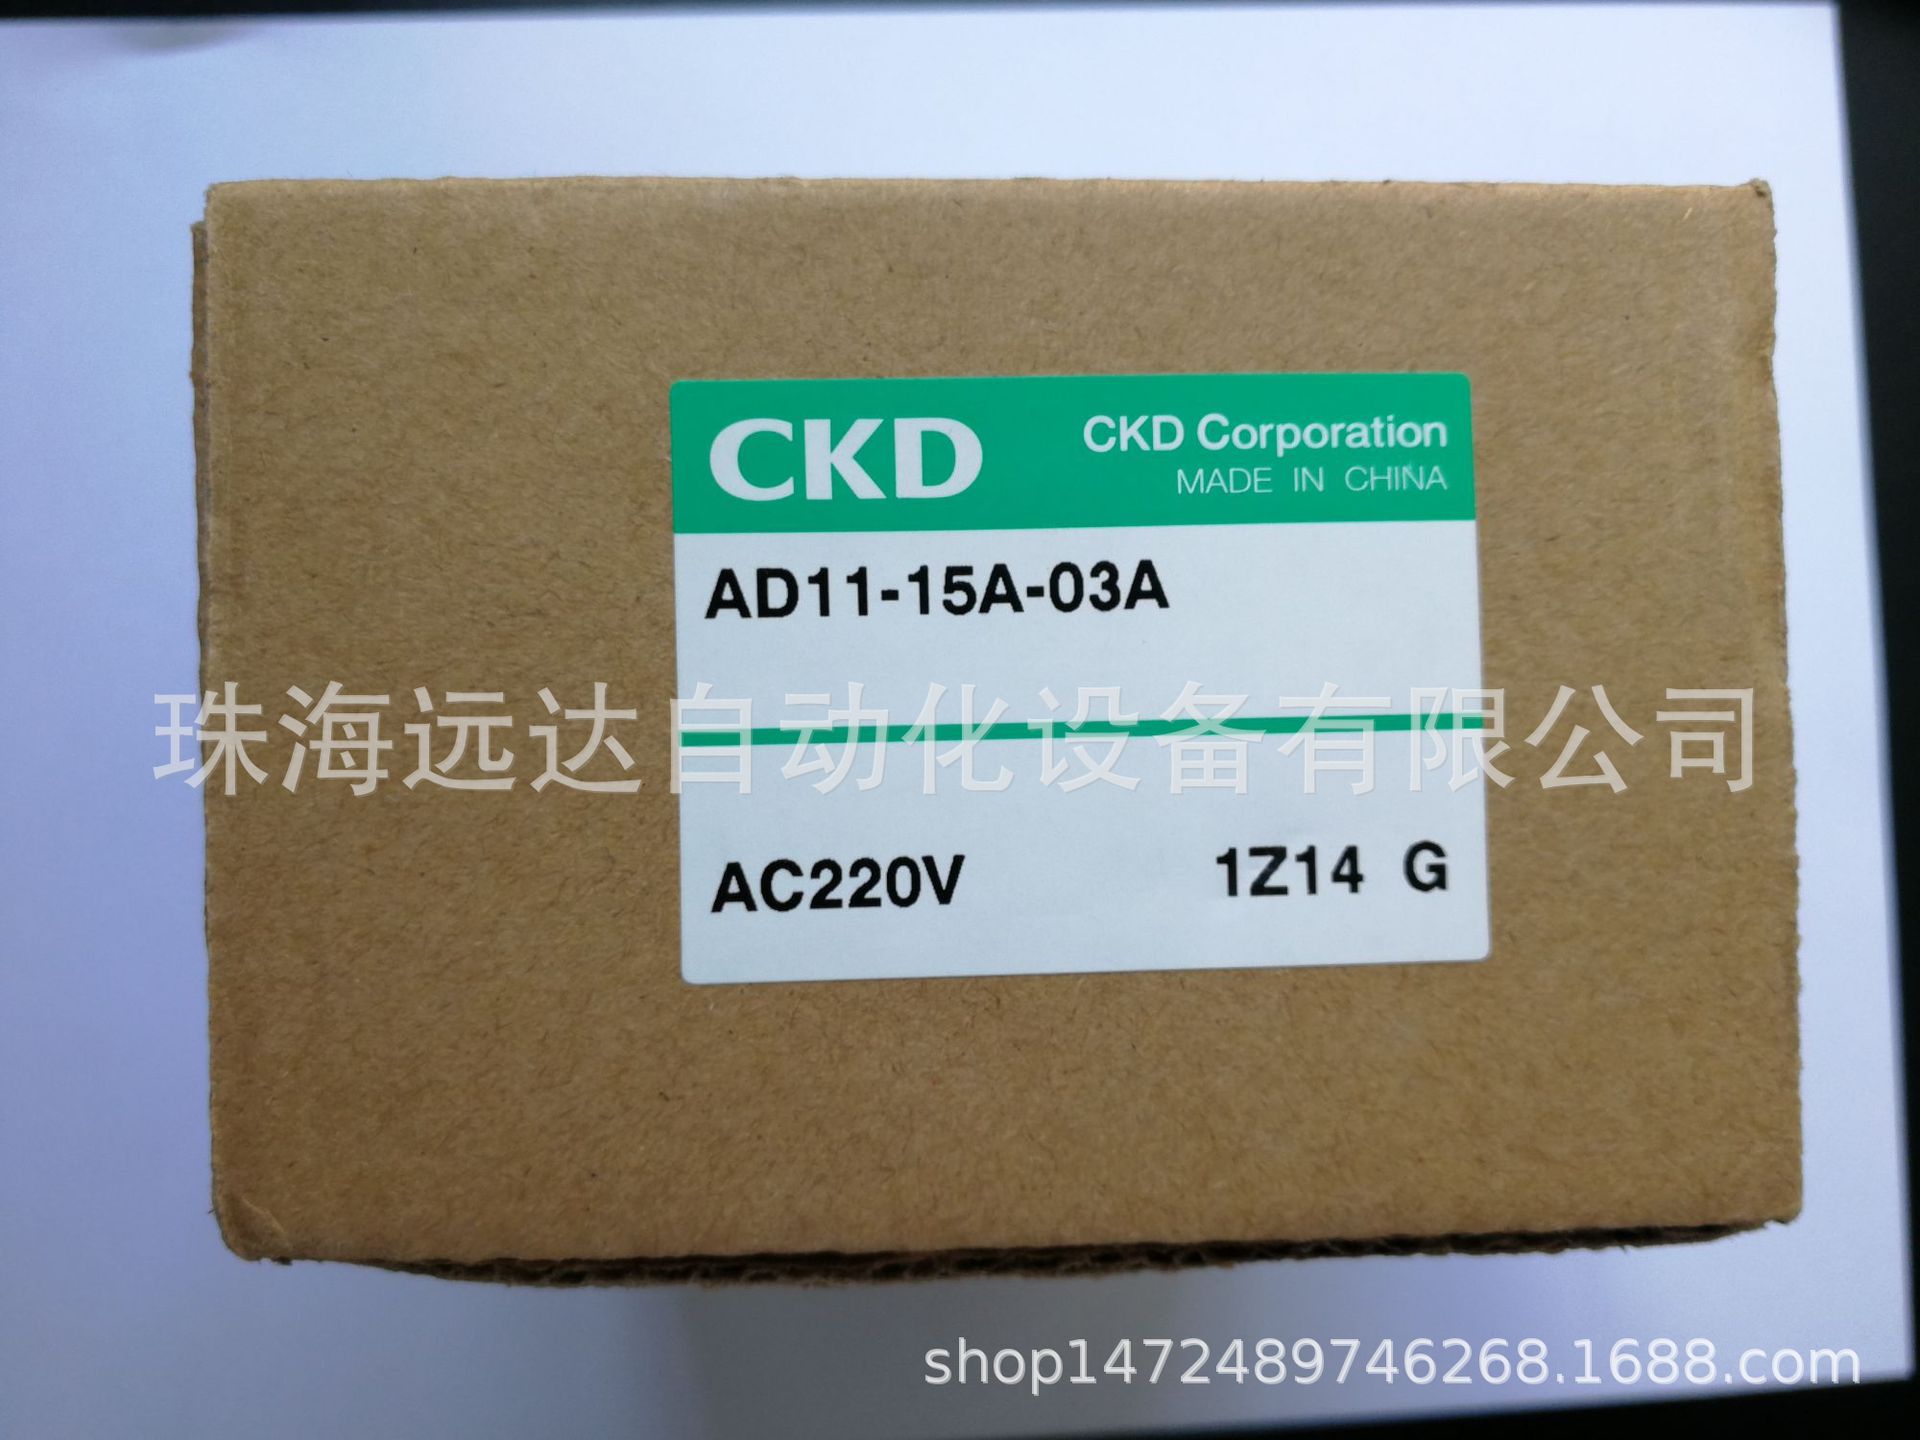 CKD
CKD Corporation
MADE IN CHINA
AD11-15A-03A
珠海远达自动化设备有限公司
AC220V 1Z14 G
shop1472489746268.1688.com